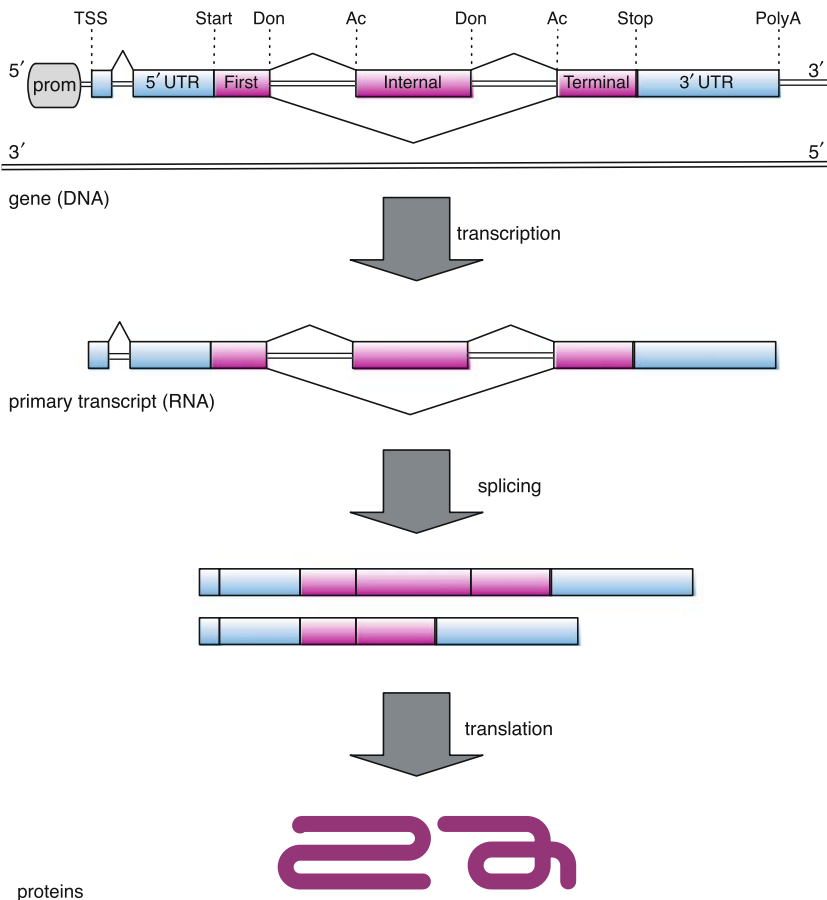 TSS Start Don Ac Don Ac Stop PolyA
5′ 3′
prom 5′ UTR First Internal Terminal 3′ UTR
3′ 5′
gene (DNA)
transcription
primary transcript (RNA)
splicing
translation
proteins